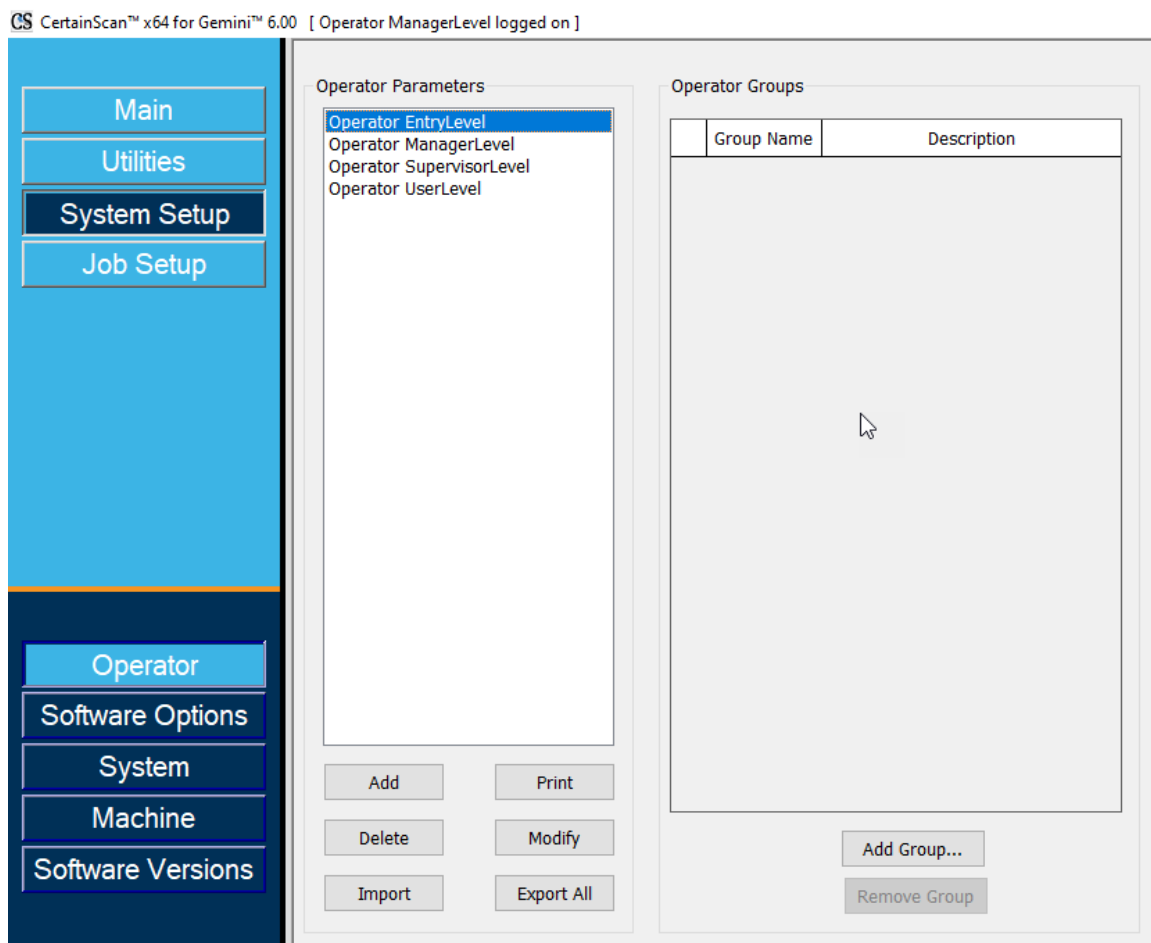 CS CertainScan™ x64 for Gemini™ 6.00 [ Operator ManagerLevel logged on ]
Main
Utilities
System Setup
Job Setup
Operator
Software Options
System
Machine
Software Versions
Operator Parameters
Operator EntryLevel
Operator ManagerLevel
Operator SupervisorLevel
Operator UserLevel
Add Print
Delete Modify
Import Export All
Operator Groups
Group Name Description
Add Group...
Remove Group